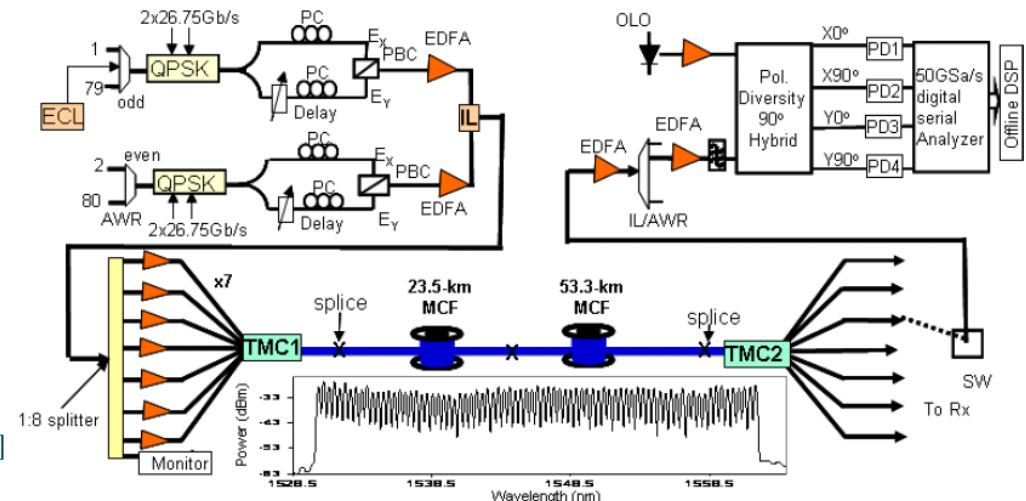 2x26.75Gb/s
PC
1
QPSK
Ex
PBC
EDFA
79
odd
PC
ECL
Delay
EY
IL
2
even
PC
Ex
PBC
QPSK
PC
80
AWR
Delay
EY
EDFA
2x26.75Gb/s
OLO
X0º
PD1
Pol.
Diversity
90º
Hybrid
X90º
PD2
Y0º
PD3
Y90º
PD4
50GSa/s
digital
serial
Analyzer
Offline DSP
EDFA
EDFA
IL/AWR
x7
splice
23.5-km
MCF
53.3-km
MCF
splice
TMC1
TMC2
SW
To Rx
1:8 splitter
Monitor
Power (dBm)
-33
-43
-53
-63
1528.5
1538.5
1548.5
1558.5
Wavelength (nm)